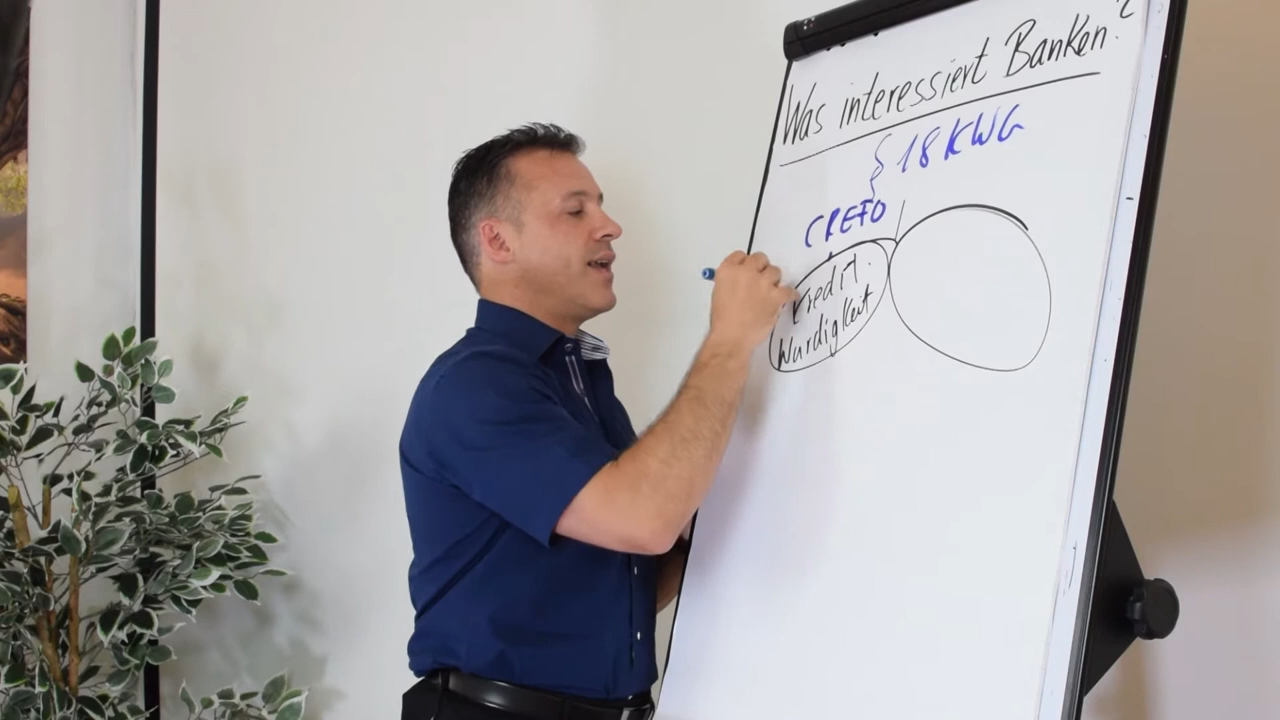 Was interessiert Banken?
§ 18 KWG
CREFO
Kredit.
Würdigkeit